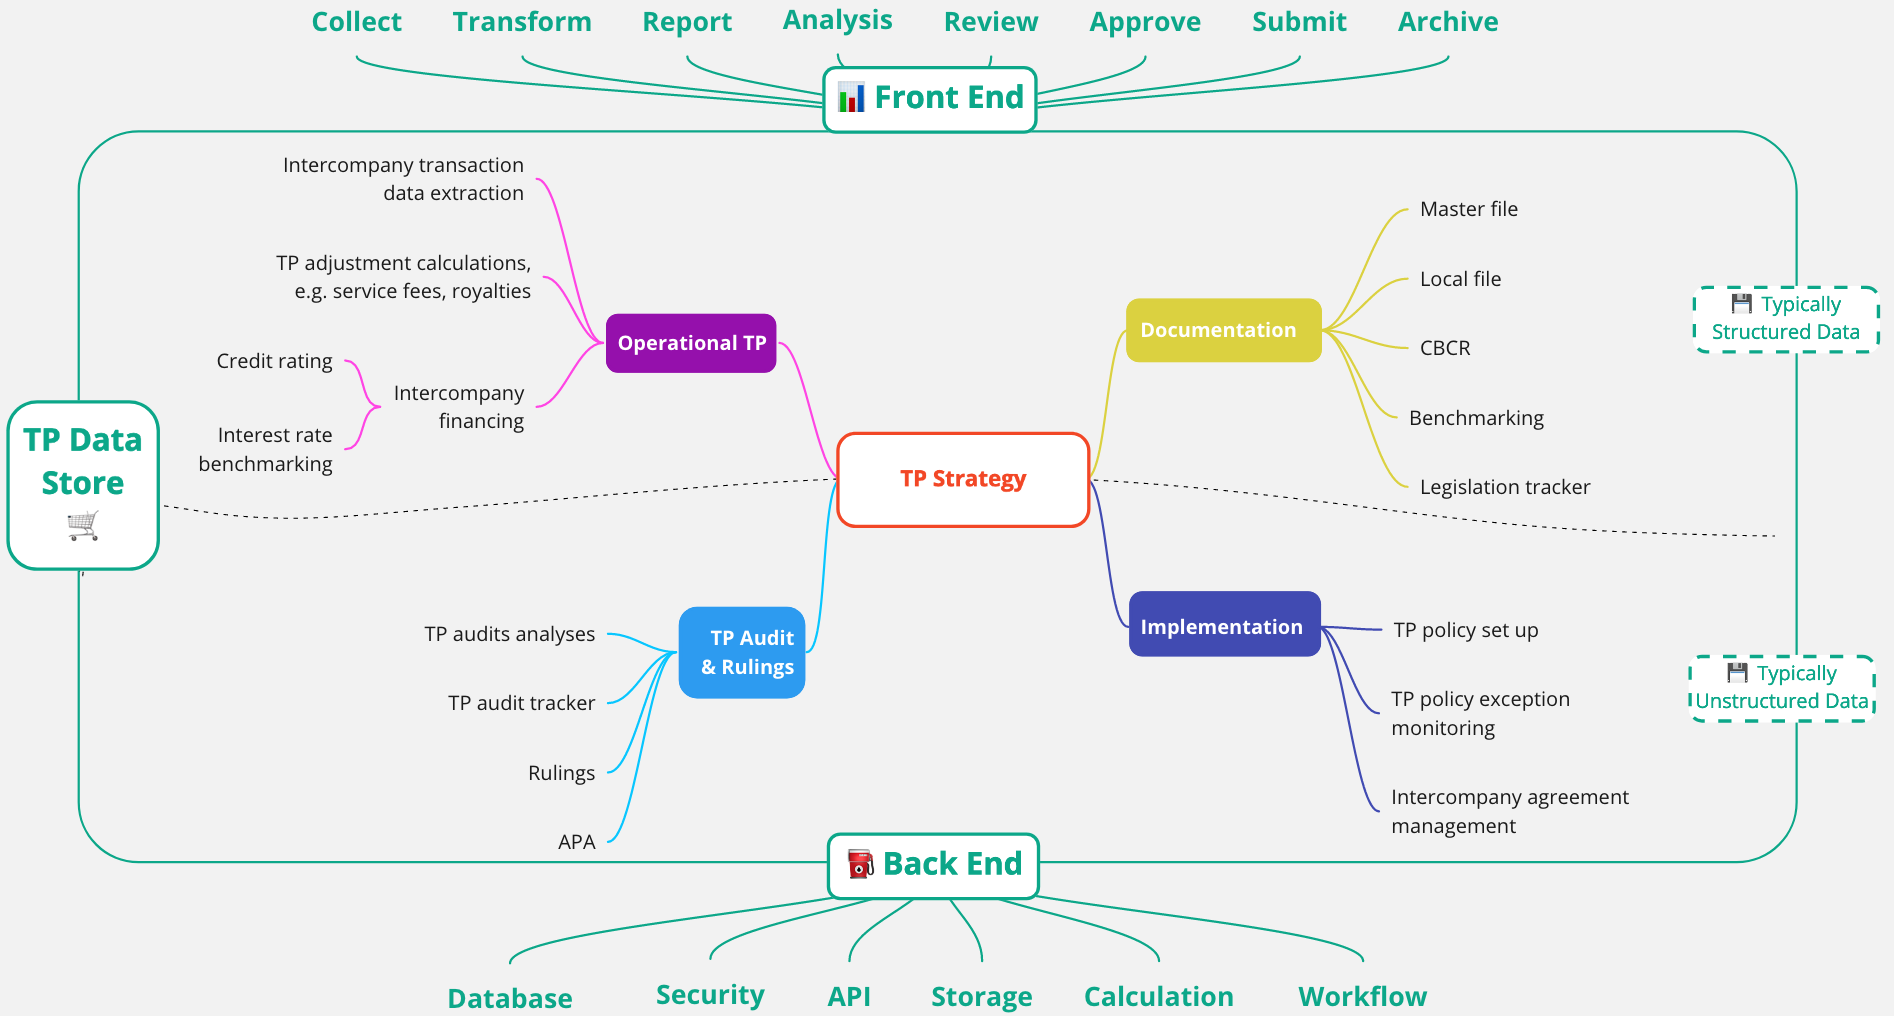 Collect
Transform
Report
Analysis
Review
Approve
Submit
Archive
Front End
Intercompany transaction
data extraction
TP adjustment calculations,
e.g. service fees, royalties
Operational TP
Credit rating
Intercompany
financing
Interest rate
benchmarking
TP Data
Store
TP Strategy
Documentation
Master file
Local file
CBCR
Benchmarking
Legislation tracker
Typically
Structured Data
TP Audit
& Rulings
TP audits analyses
TP audit tracker
Rulings
APA
Implementation
TP policy set up
TP policy exception
monitoring
Intercompany agreement
management
Typically
Unstructured Data
Back End
Database
Security
API
Storage
Calculation
Workflow